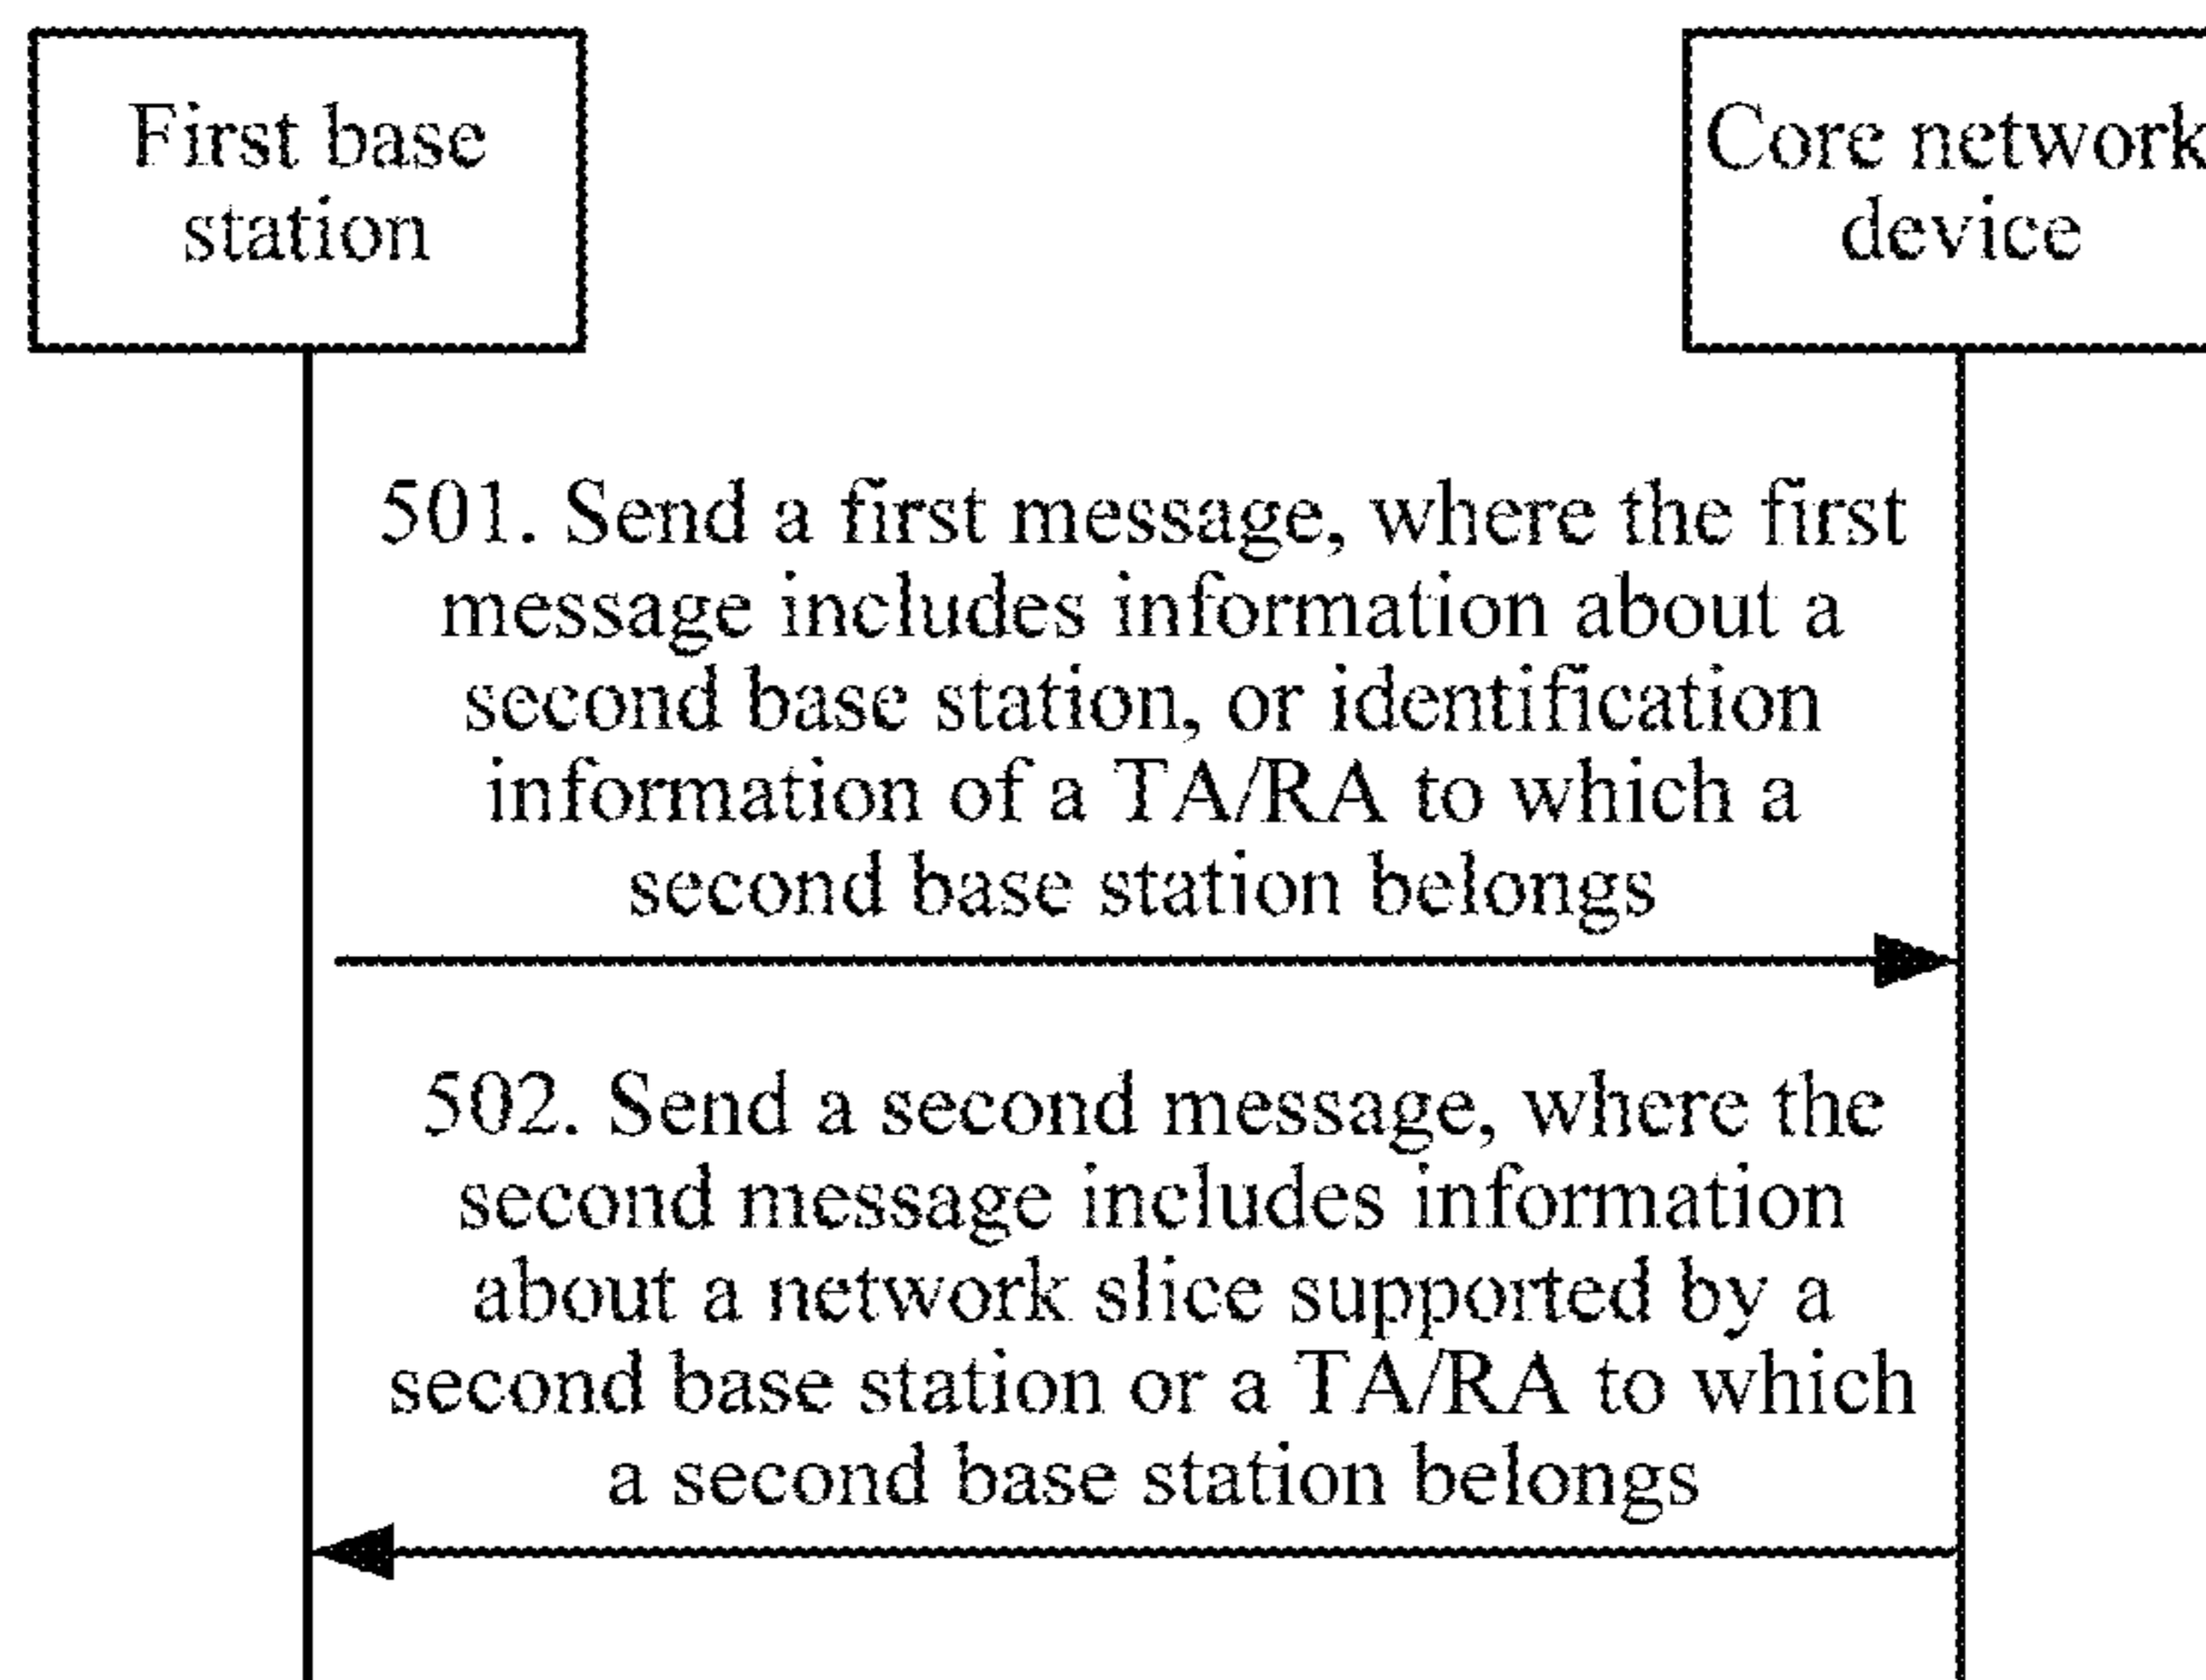 First base
station
Core network
device
501. Send a first message, where the first
message includes information about a
second base station, or identification
information of a TA/RA to which a
second base station belongs
502. Send a second message, where the
second message includes information
about a network slice supported by a
second base station or a TA/RA to which
a second base station belongs